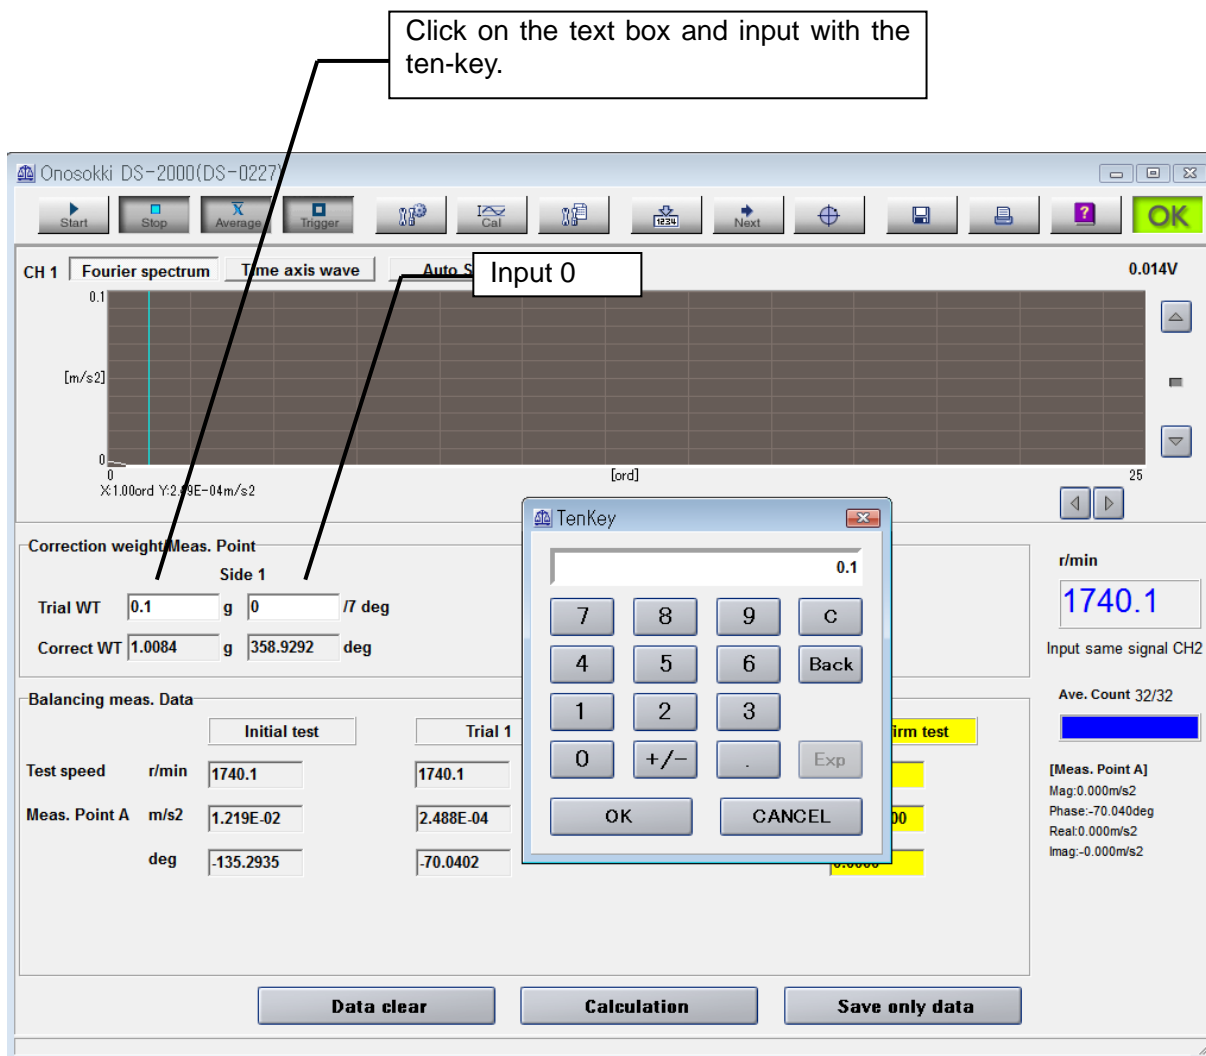 Click on the text box and input with the
ten-key.
Onosokki DS-2000(DS-0227)
Start
Stop
X
Average
Trigger
Cal
1234
Next
?
OK
CH 1
Fourier spectrum
Time axis wave
Input 0
0.014V
0.1
[m/s2]
0
0
[ord]
25
X:1.00ord
TenKey
0.1
7 8 9 C
4 5 6 Back
1 2 3
0 +/- . Exp
OK CANCEL
Correction weight/Meas. Point
Side 1
Trial WT 0.1 g 0 /7 deg
Correct WT 1.0084 g 358.9292 deg
r/min
1740.1
Input same signal CH2
Ave. Count 32/32
Balancing meas. Data
Initial test
Trial 1
test
Test speed r/min 1740.1 1740.1
Meas. Point A m/s2 1.219E-02 2.488E-04
deg -135.2935 -70.0402
[Meas. Point A]
Mag:0.000m/s2
Phase:-70.040deg
Real:0.000m/s2
Imag:-0.000m/s2
Data clear
Calculation
Save only data